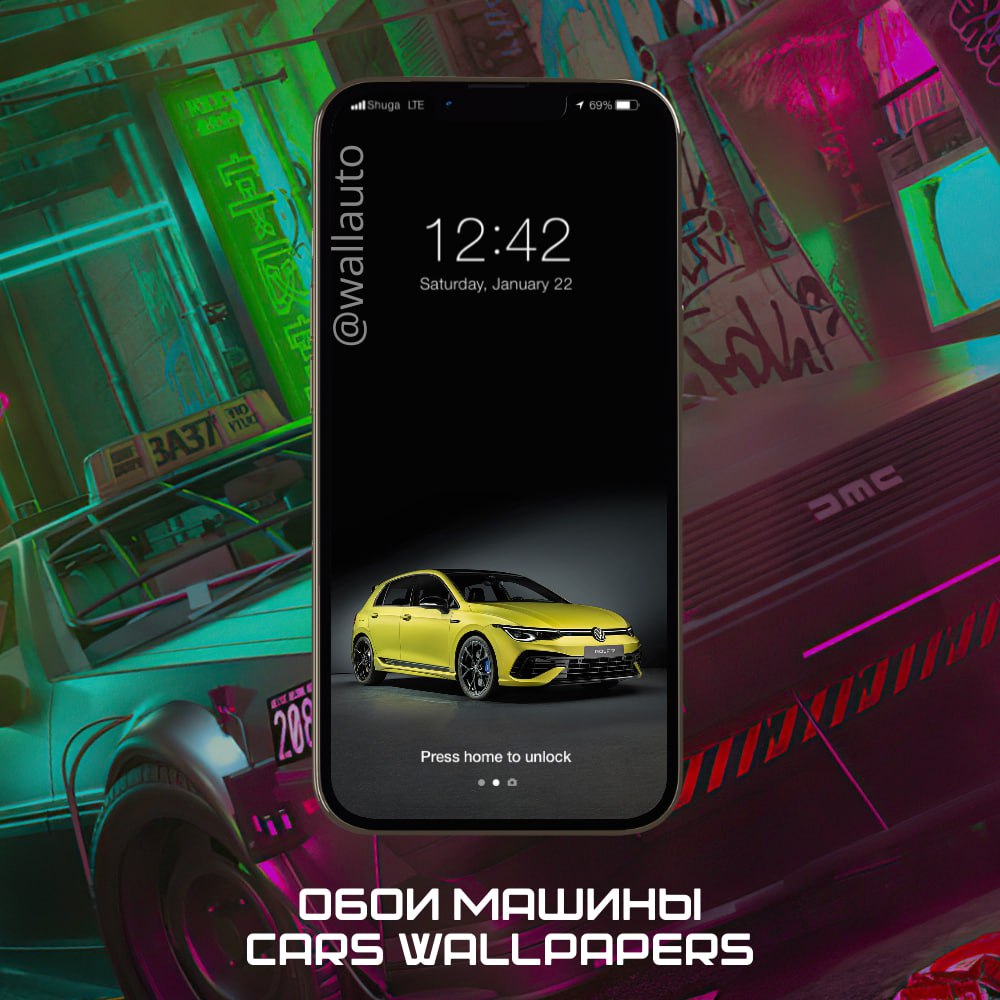 Shuga LTE 69%
@wallauto
12:42
Saturday, January 22
3A37
DMC
208
Press home to unlock
ОБОИ МАШИНЫ
CARS WALLPAPERS